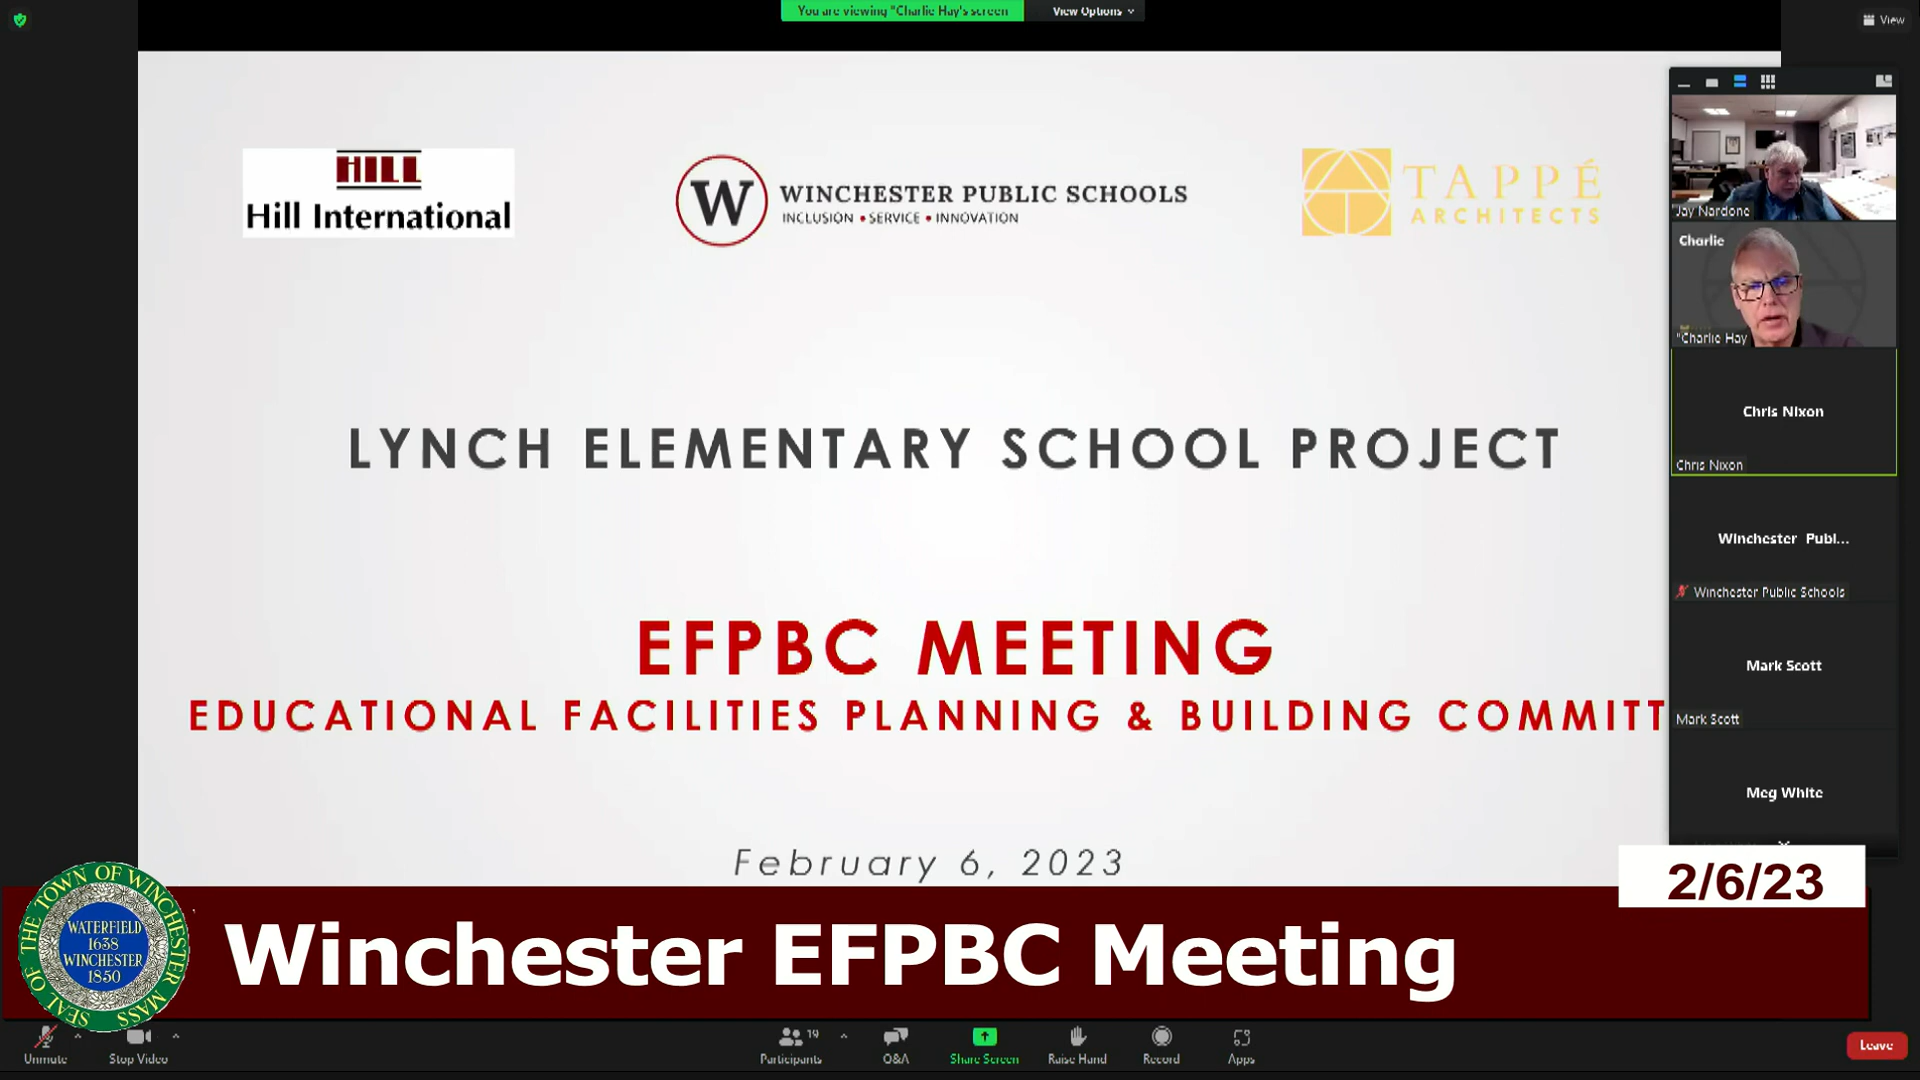 You are viewing "Charlie Hay's screen
View Options
View
HILL
Hill International
W
WINCHESTER PUBLIC SCHOOLS
INCLUSION • SERVICE • INNOVATION
TAPPÉ
ARCHITECTS
LYNCH ELEMENTARY SCHOOL PROJECT
EFPBC MEETING
EDUCATIONAL FACILITIES PLANNING & BUILDING COMMITT
February 6, 2023
"Jay Nardone
Charlie
"Charlie Hay
Chris Nixon
Chris Nixon
Winchester Publ...
Winchester Public Schools
Mark Scott
Mark Scott
Meg White
2/6/23
Winchester EFPBC Meeting
THE TOWN OF WINCHESTER MASS
SEAL OF
WATERFIELD
1638
WINCHESTER
1850
Unmute
Stop Video
19
Participants
Q&A
Share Screen
Raise Hand
Record
Apps
Leave